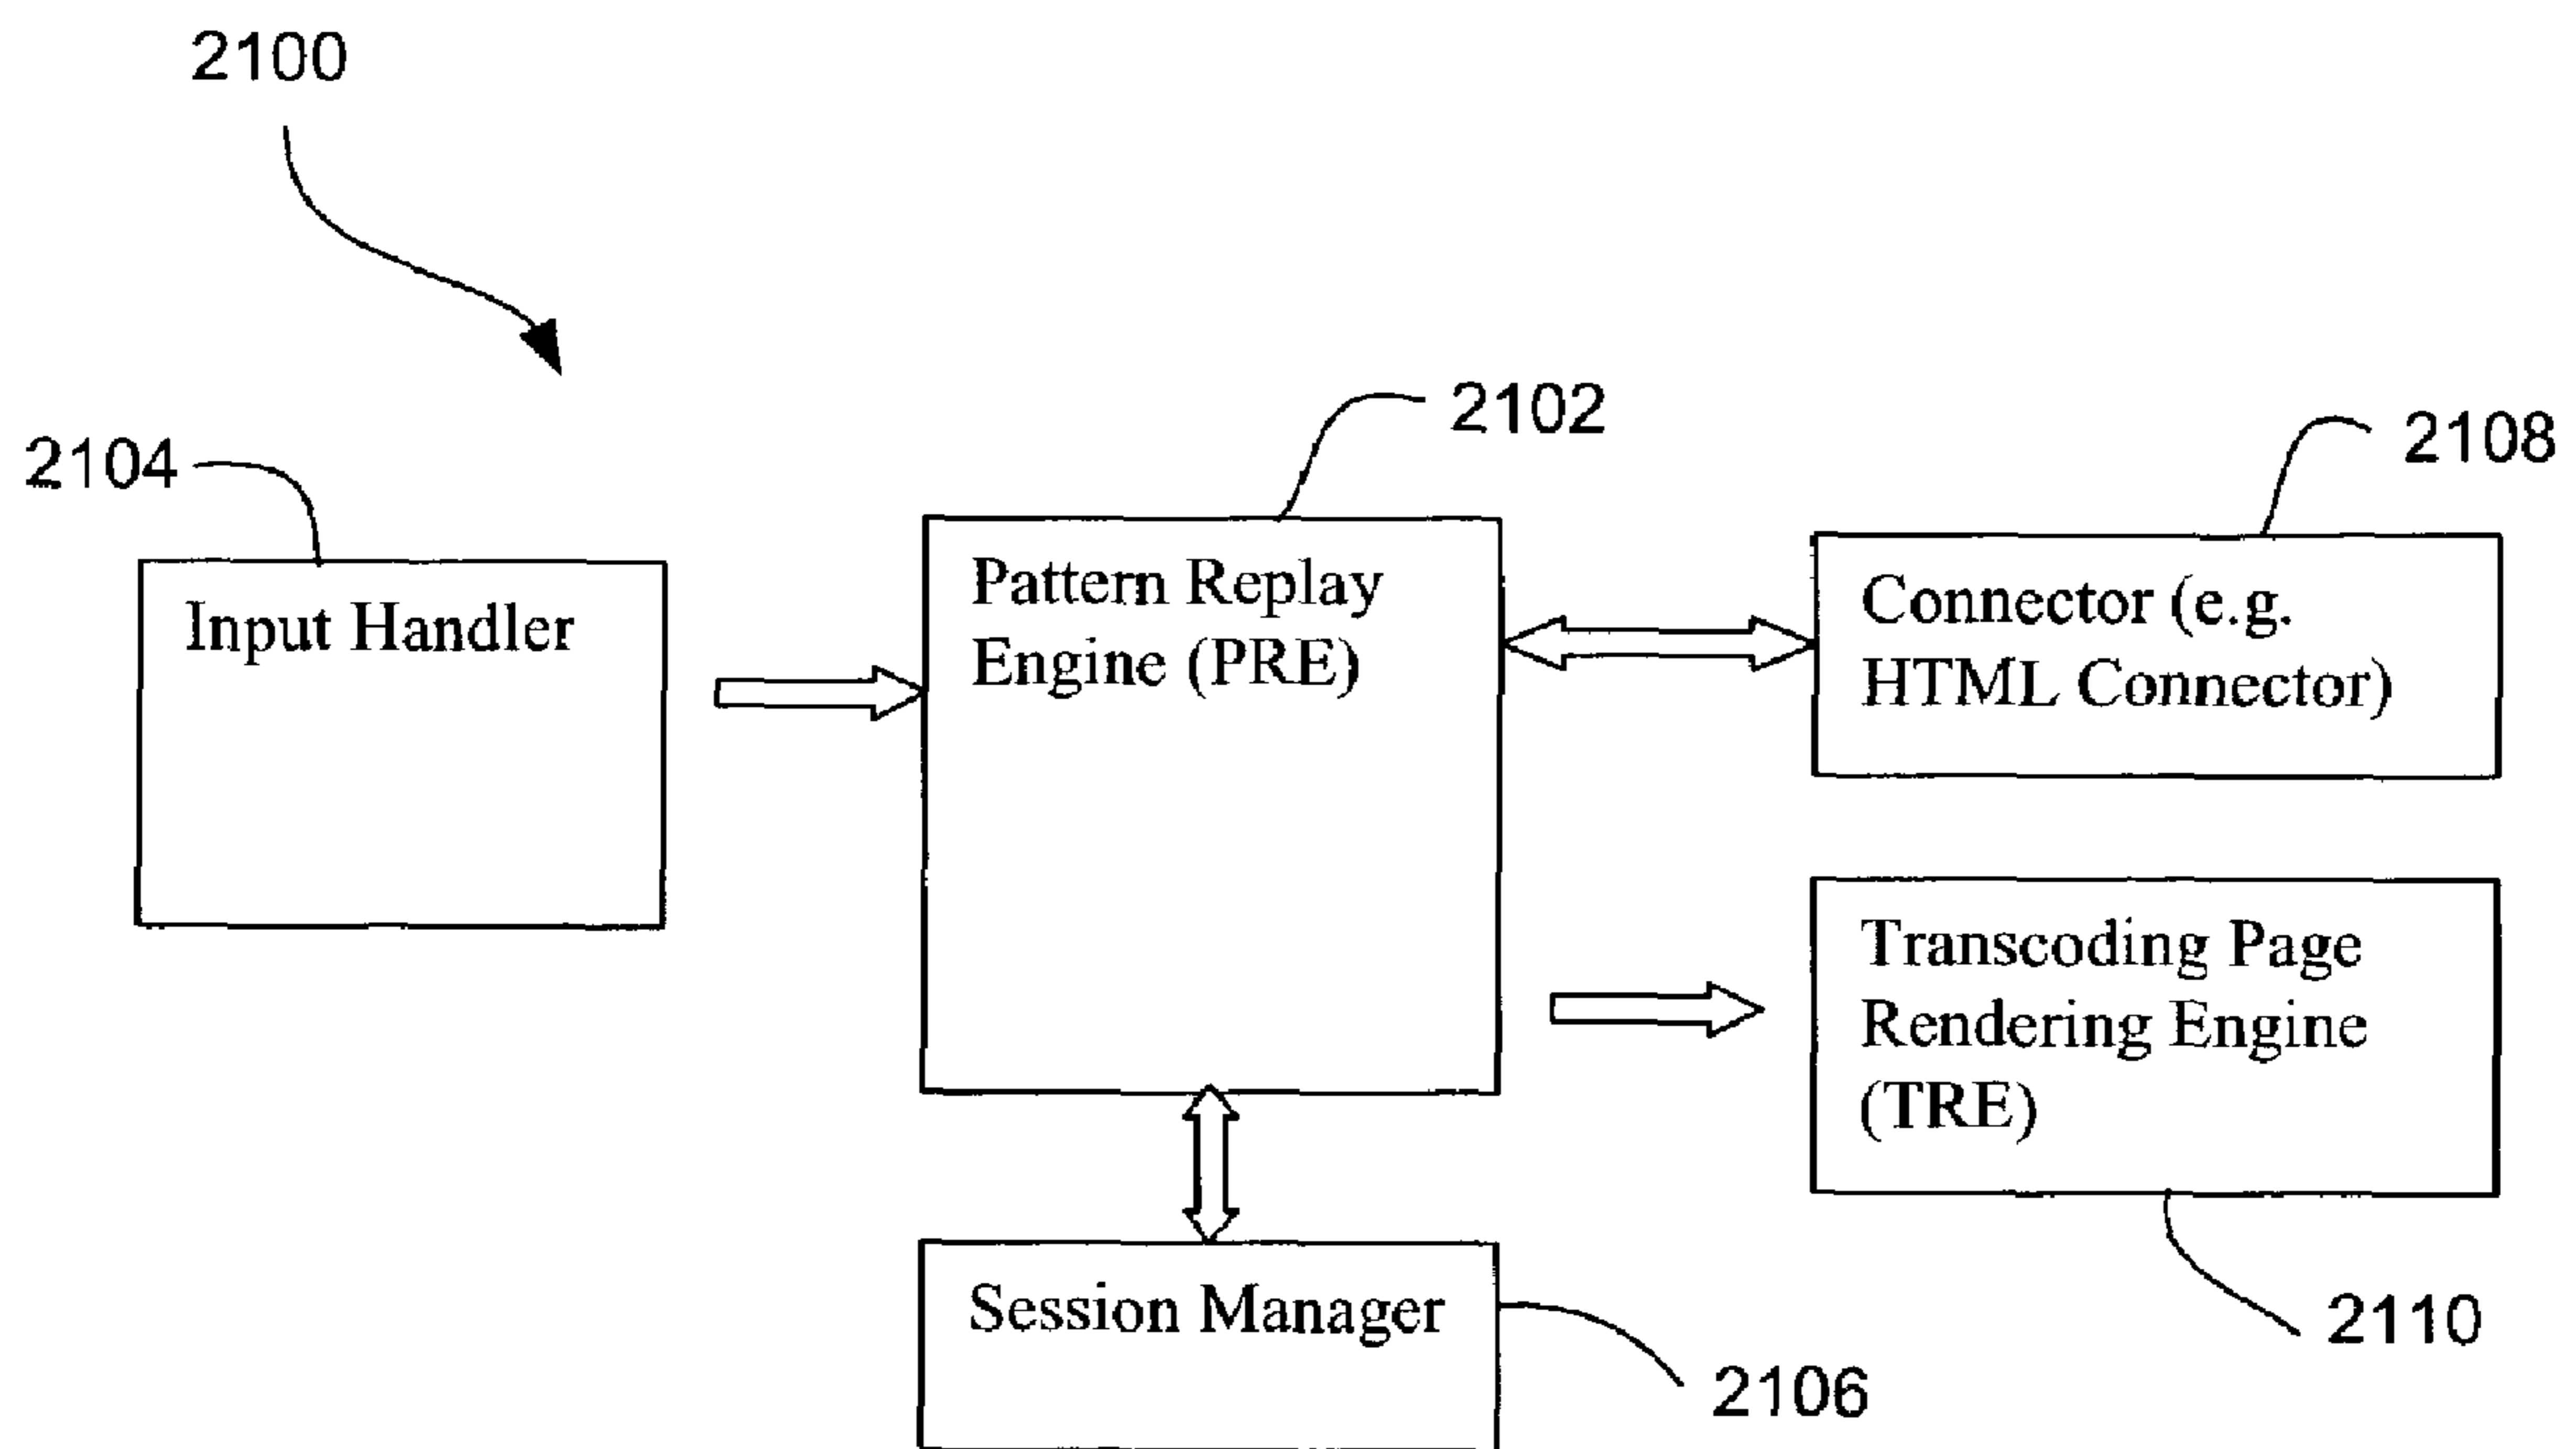 2100
2104
2102
2108
Input Handler
Pattern Replay
Engine (PRE)
Connector (e.g.
HTML Connector)
Transcoding Page
Rendering Engine
(TRE)
2110
Session Manager
2106